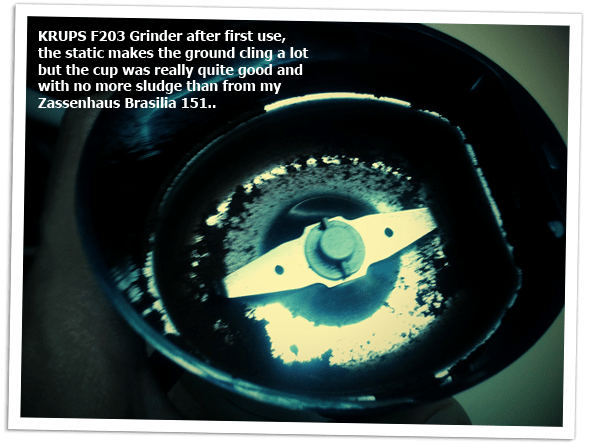 KRUPS F203 Grinder after first use,
the static makes the ground cling a lot
but the cup was really quite good and
with no more sludge than from my
Zassenhaus Brasilia 151..